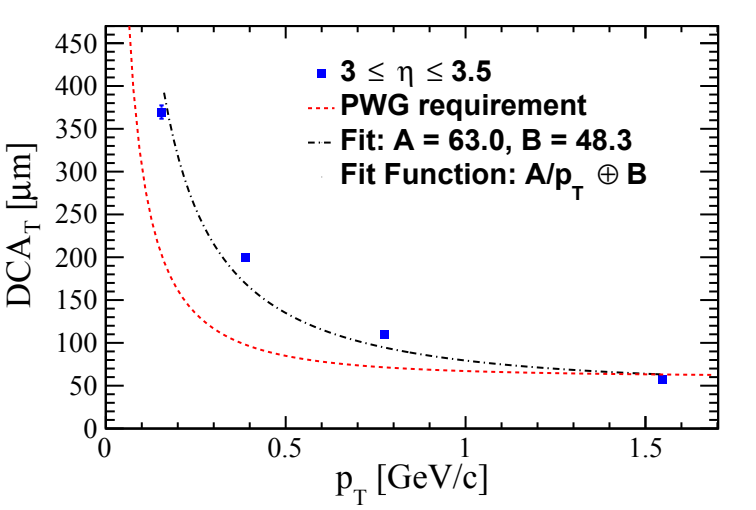 450
400
350
300
250
200
150
100
50
0
DCA_T [μm]
3 ≤ η ≤ 3.5
PWG requirement
Fit: A = 63.0, B = 48.3
Fit Function: A/p_T ⊕ B
0 0.5 1 1.5
p_T [GeV/c]